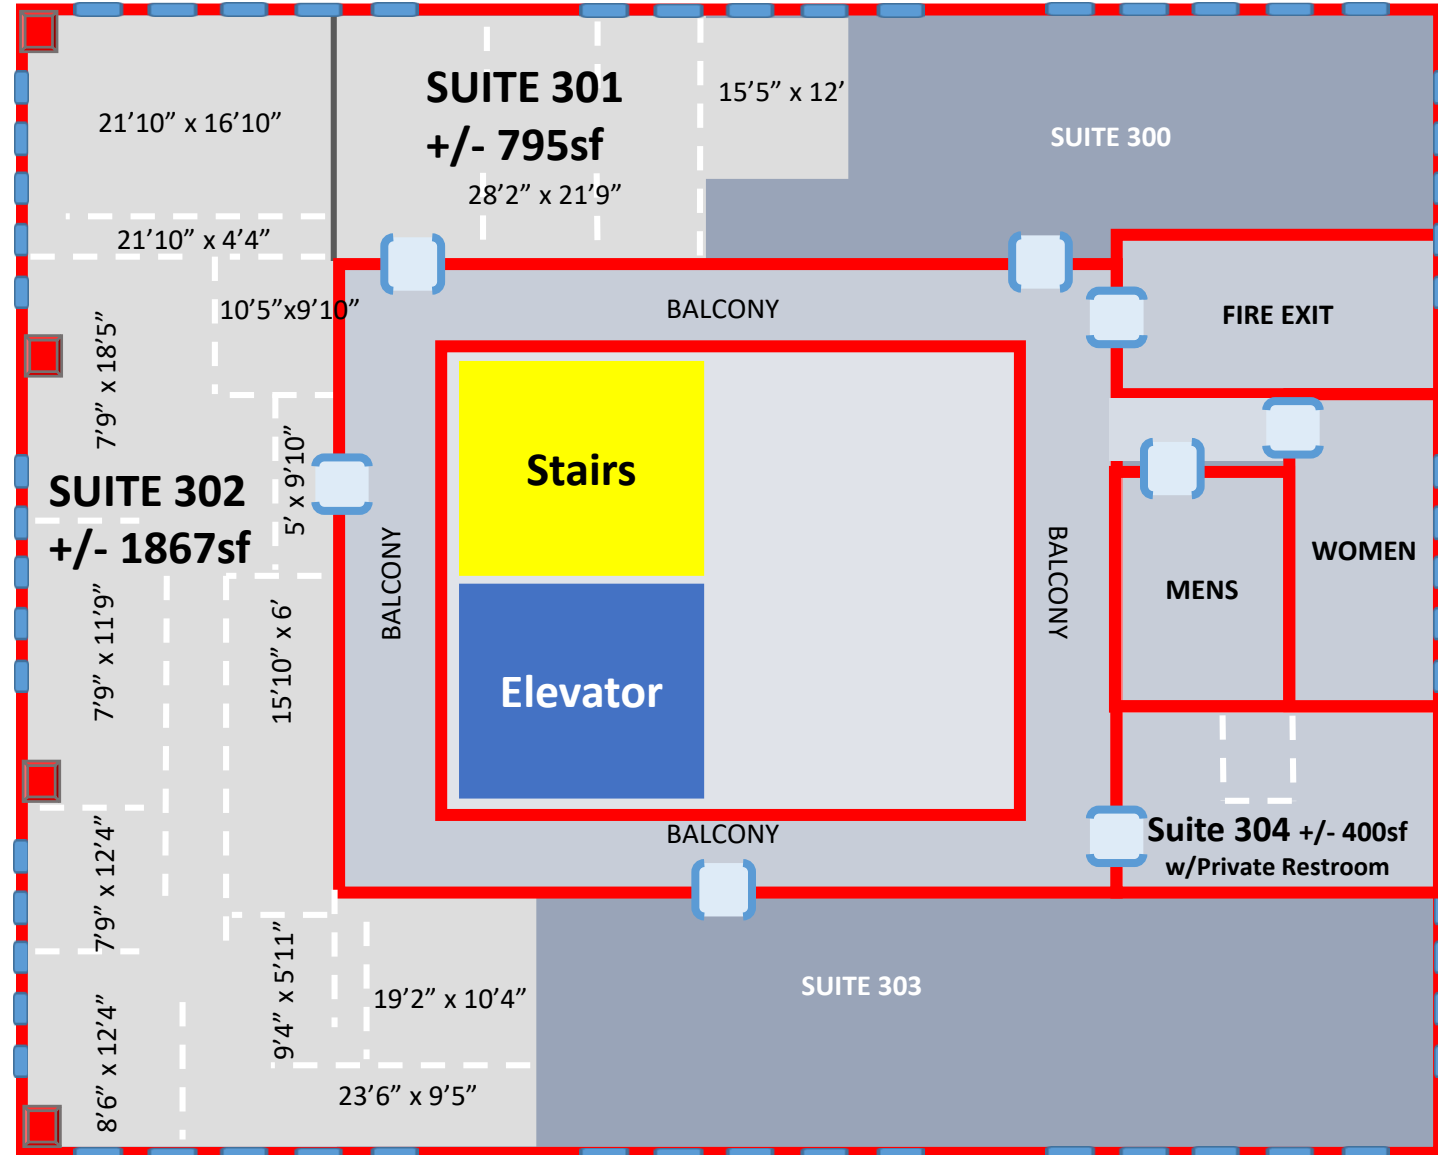 SUITE 301
+/- 795sf
28’2” x 21’9”
15’5” x 12’
SUITE 300
21’10” x 16’10”
21’10” x 4’4”
10’5”x9’10”
7’9” x 18’5”
5’ x 9’10”
SUITE 302
+/- 1867sf
7’9” x 11’9”
15’10” x 6’
7’9” x 12’4”
9’4” x 5’11”
8’6” x 12’4”
19’2” x 10’4”
23’6” x 9’5”
BALCONY
BALCONY
BALCONY
BALCONY
Stairs
Elevator
FIRE EXIT
WOMEN
MENS
Suite 304 +/- 400sf
w/Private Restroom
SUITE 303